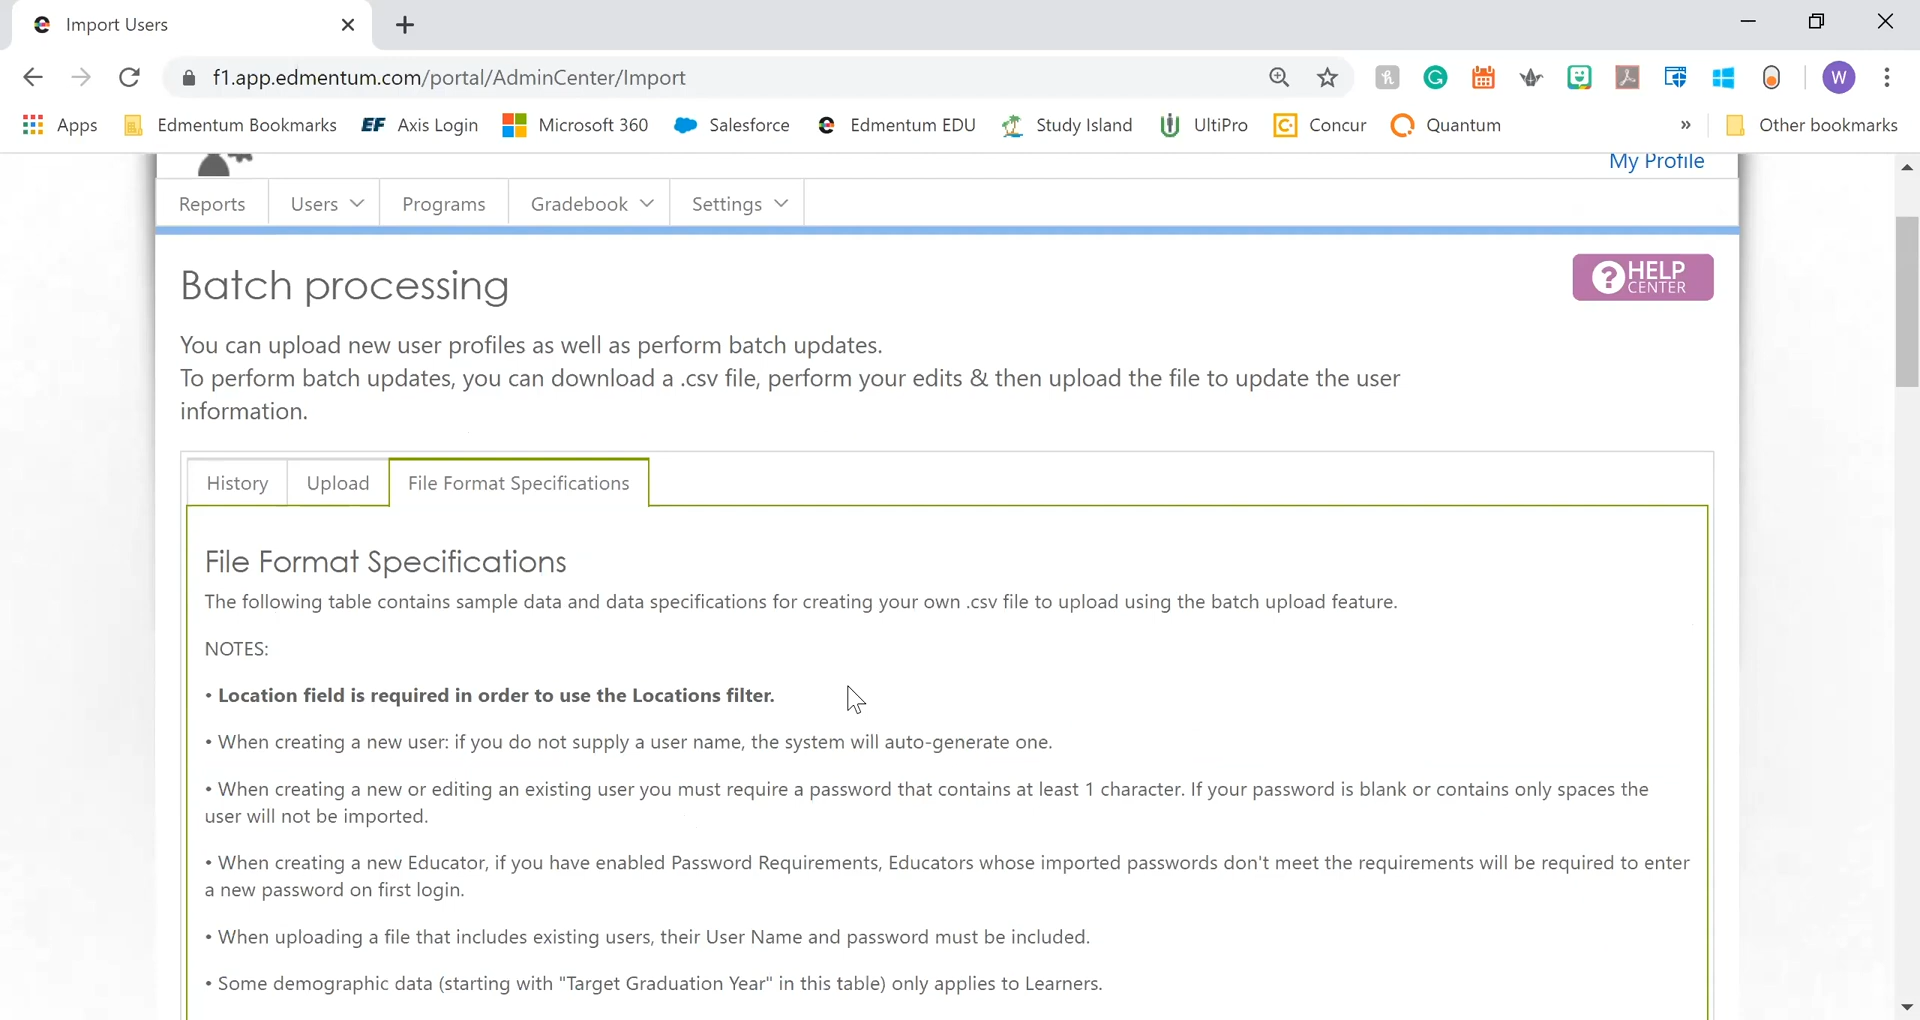 Import Users
f1.app.edmentum.com/portal/AdminCenter/Import
W
Apps Edmentum Bookmarks EF Axis Login Microsoft 360 Salesforce Edmentum EDU Study Island UltiPro Concur Quantum » Other bookmarks
My Profile
Reports Users Programs Gradebook Settings
Batch processing
? HELP
CENTER
You can upload new user profiles as well as perform batch updates.
To perform batch updates, you can download a .csv file, perform your edits & then upload the file to update the user
information.
History Upload File Format Specifications
File Format Specifications
The following table contains sample data and data specifications for creating your own .csv file to upload using the batch upload feature.
NOTES:
• Location field is required in order to use the Locations filter.
• When creating a new user: if you do not supply a user name, the system will auto-generate one.
• When creating a new or editing an existing user you must require a password that contains at least 1 character. If your password is blank or contains only spaces the
user will not be imported.
• When creating a new Educator, if you have enabled Password Requirements, Educators whose imported passwords don't meet the requirements will be required to enter
a new password on first login.
• When uploading a file that includes existing users, their User Name and password must be included.
• Some demographic data (starting with "Target Graduation Year" in this table) only applies to Learners.